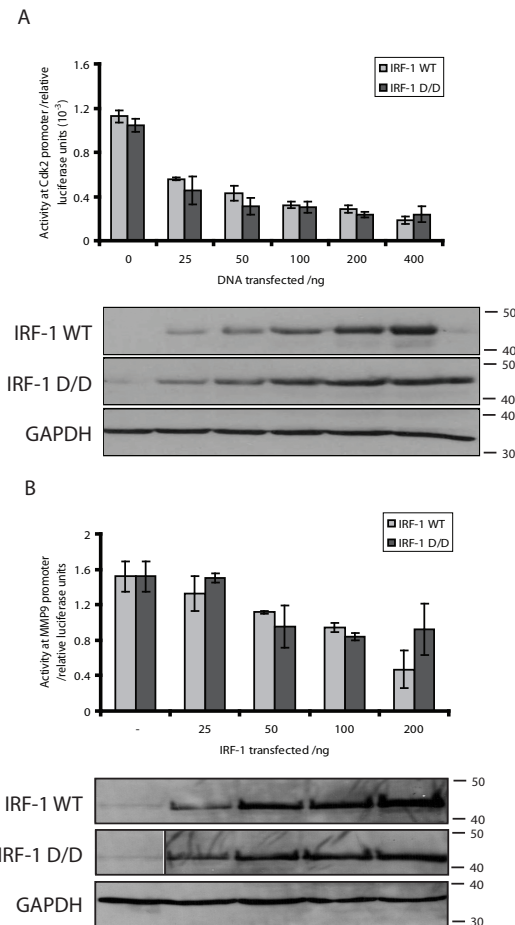 A
1.6
1.2
0.8
0.4
0
Activity at Cdk2 promoter /relative
luciferase units (10-3)
IRF-1 WT
IRF-1 D/D
0 25 50 100 200 400
DNA transfected /ng
IRF-1 WT
50
40
IRF-1 D/D
50
40
GAPDH
40
30
B
2
1.6
1.2
0.8
0.4
0
Activity at MMP9 promoter
/relative luciferase units
IRF-1 WT
IRF-1 D/D
- 25 50 100 200
IRF-1 transfected /ng
IRF-1 WT
50
40
IRF-1 D/D
50
40
GAPDH
40
30